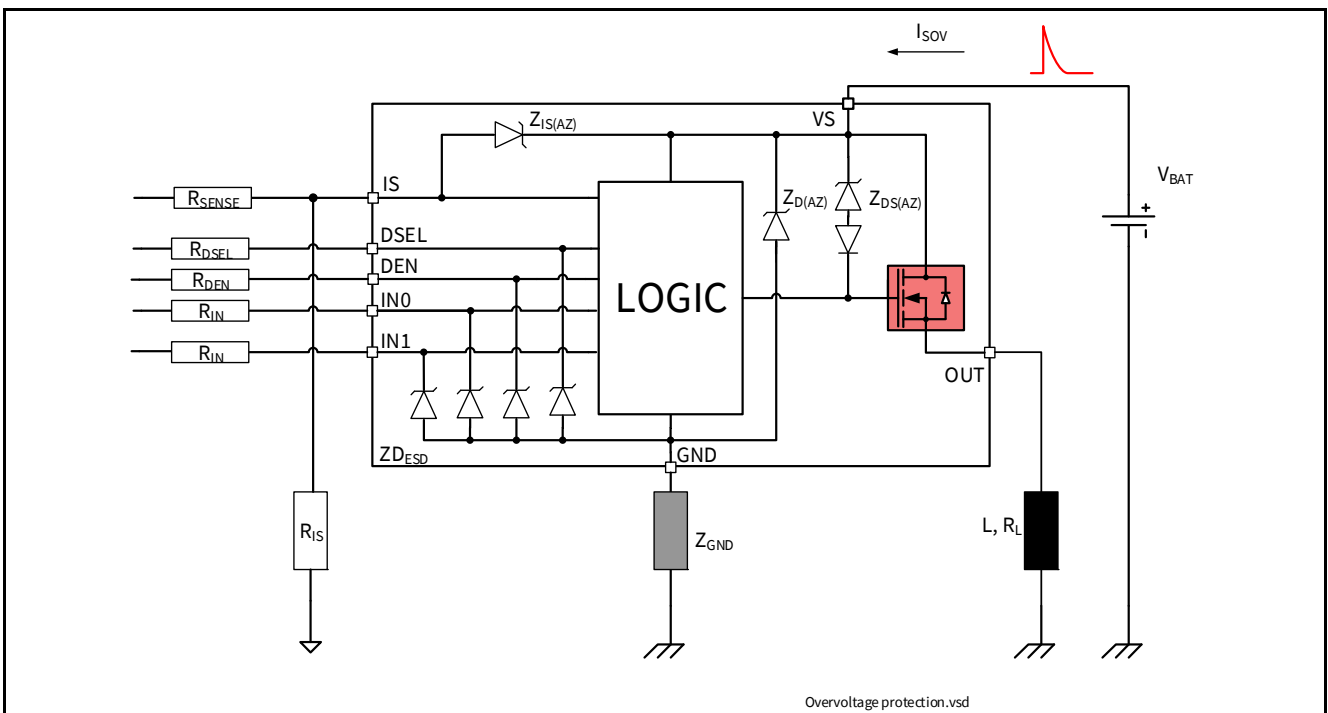 I_SOV
VS
Z_IS(AZ)
V_BAT
+
-
IS
R_SENSE
Z_D(AZ)
Z_DS(AZ)
DSEL
R_DSEL
DEN
R_DEN
LOGIC
IN0
R_IN
IN1
R_IN
OUT
ZD_ESD
GND
R_IS
Z_GND
L, R_L
Overvoltage protection.vsd